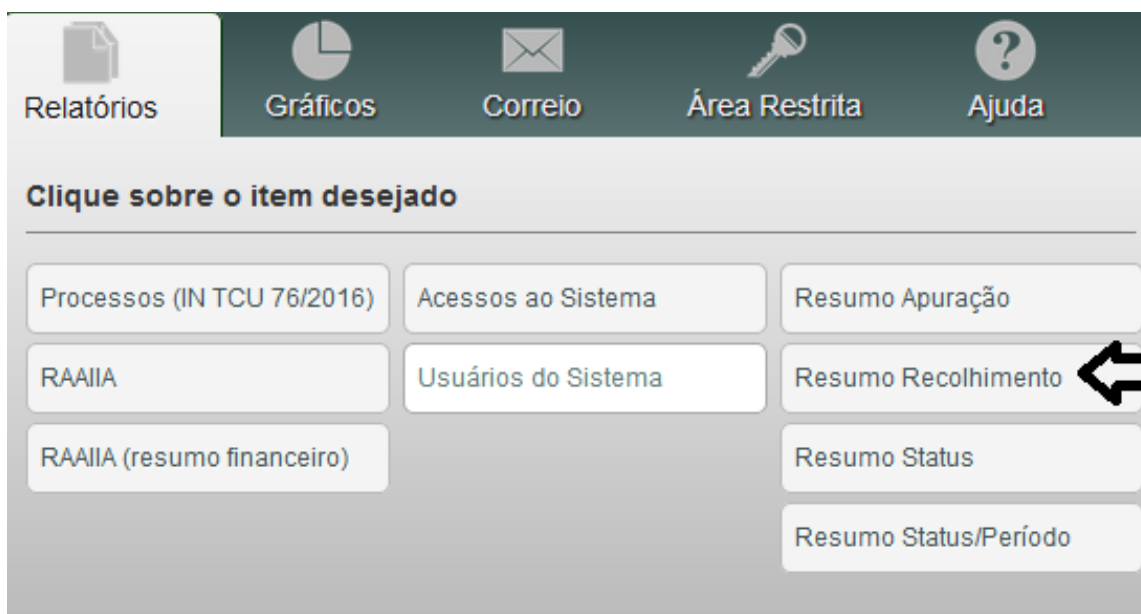 Relatórios
Gráficos
Correio
Área Restrita
Ajuda
Clique sobre o item desejado
Processos (IN TCU 76/2016)
Acessos ao Sistema
Resumo Apuração
RAAIIA
Usuários do Sistema
Resumo Recolhimento
RAAIIA (resumo financeiro)
Resumo Status
Resumo Status/Período